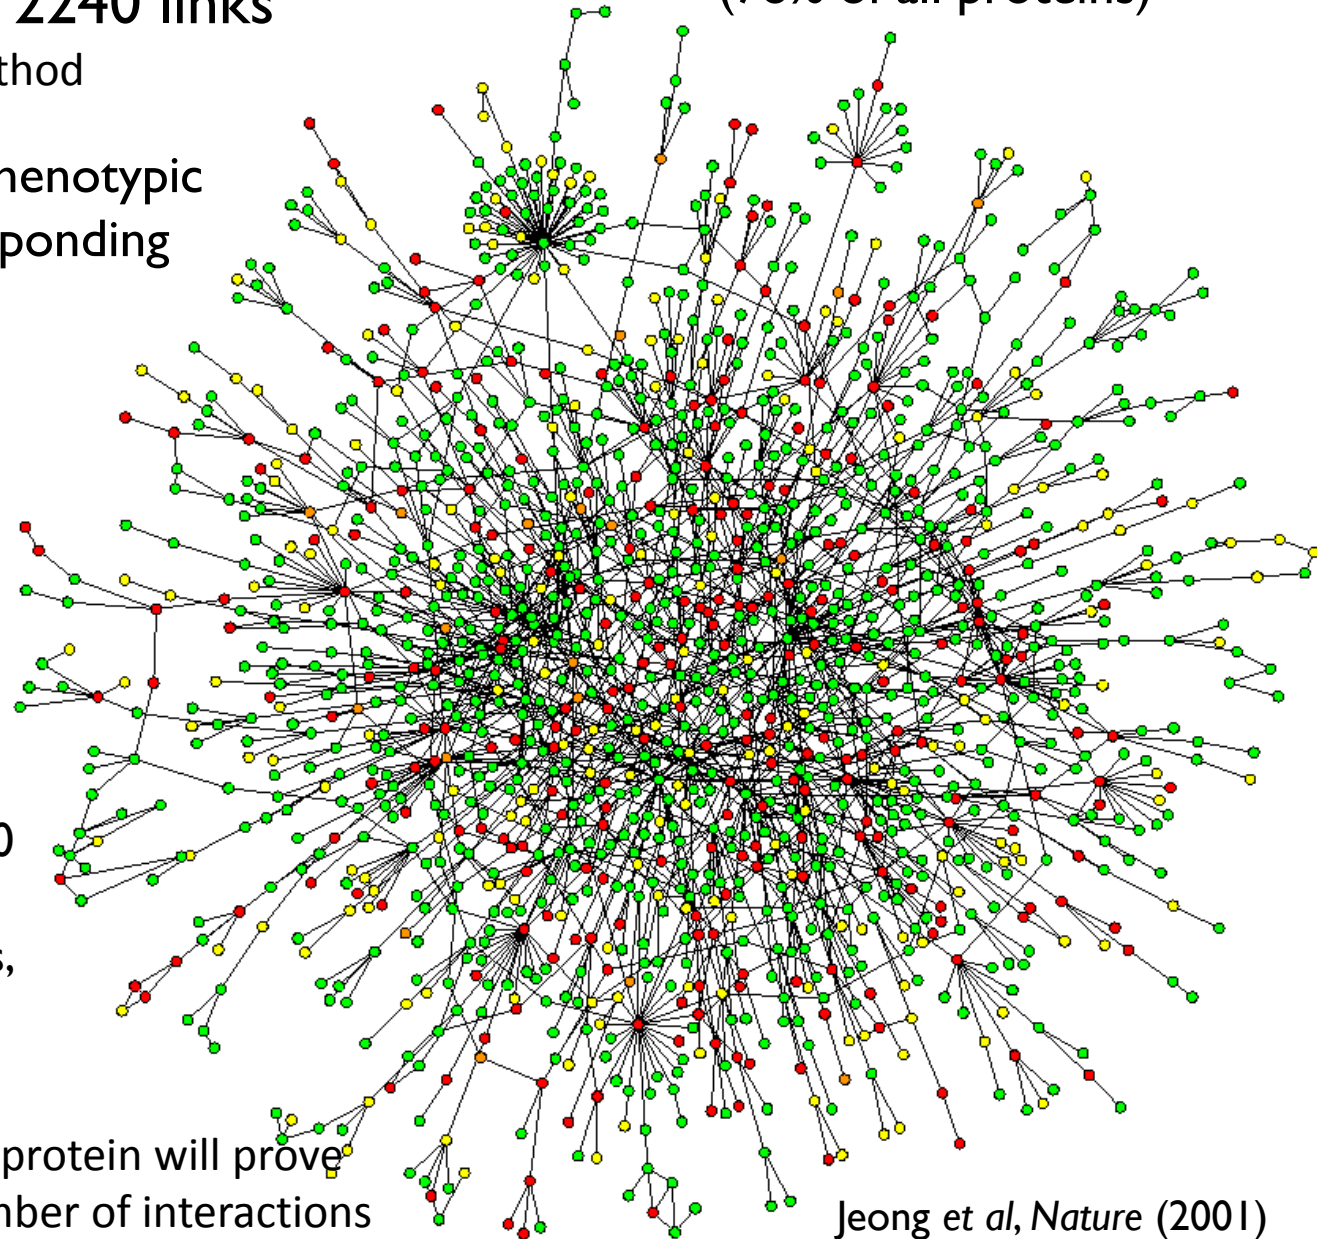 2240 links
thod
henotypic
ponding
0
s,
protein will prove
nber of interactions
Jeong et al, Nature (2001)